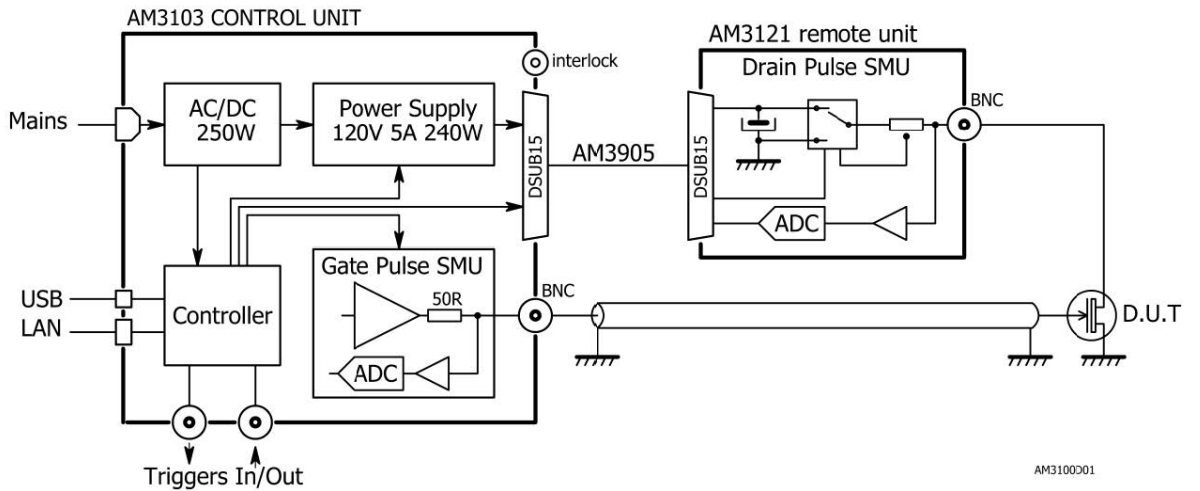 AM3103 CONTROL UNIT
interlock
AM3121 remote unit
Drain Pulse SMU
BNC
Mains
AC/DC
250W
Power Supply
120V 5A 240W
DSUB15
AM3905
DSUB15
ADC
Gate Pulse SMU
50R
ADC
BNC
USB
LAN
Controller
D.U.T
Triggers In/Out
AM3100D01